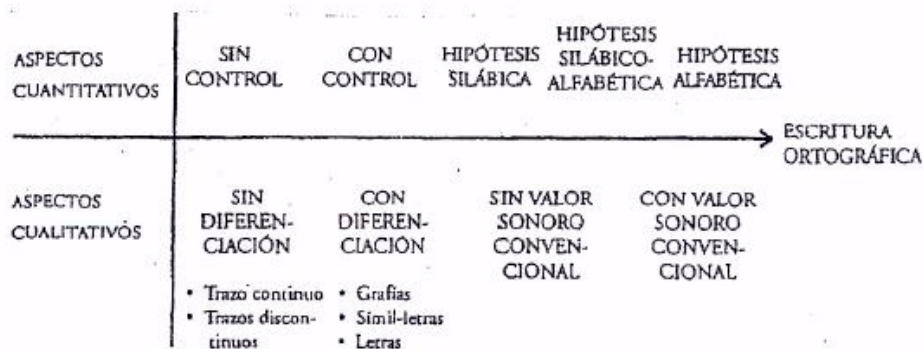 ASPECTOS
CUANTITATIVOS
SIN
CONTROL
CON
CONTROL
HIPÓTESIS
SILÁBICA
HIPÓTESIS
SILÁBICO-
ALFABÉTICA
HIPÓTESIS
ALFABÉTICA
ESCRITURA
ORTOGRÁFICA
ASPECTOS
CUALITATIVOS
SIN
DIFEREN-
CIACIÓN
CON
DIFEREN-
CIACIÓN
SIN VALOR
SONORO
CONVEN-
CIONAL
CON VALOR
SONORO
CONVEN-
CIONAL
• Trazo continuo
• Trazos discon-
tinuos
• Grafías
• Símil-letras
• Letras